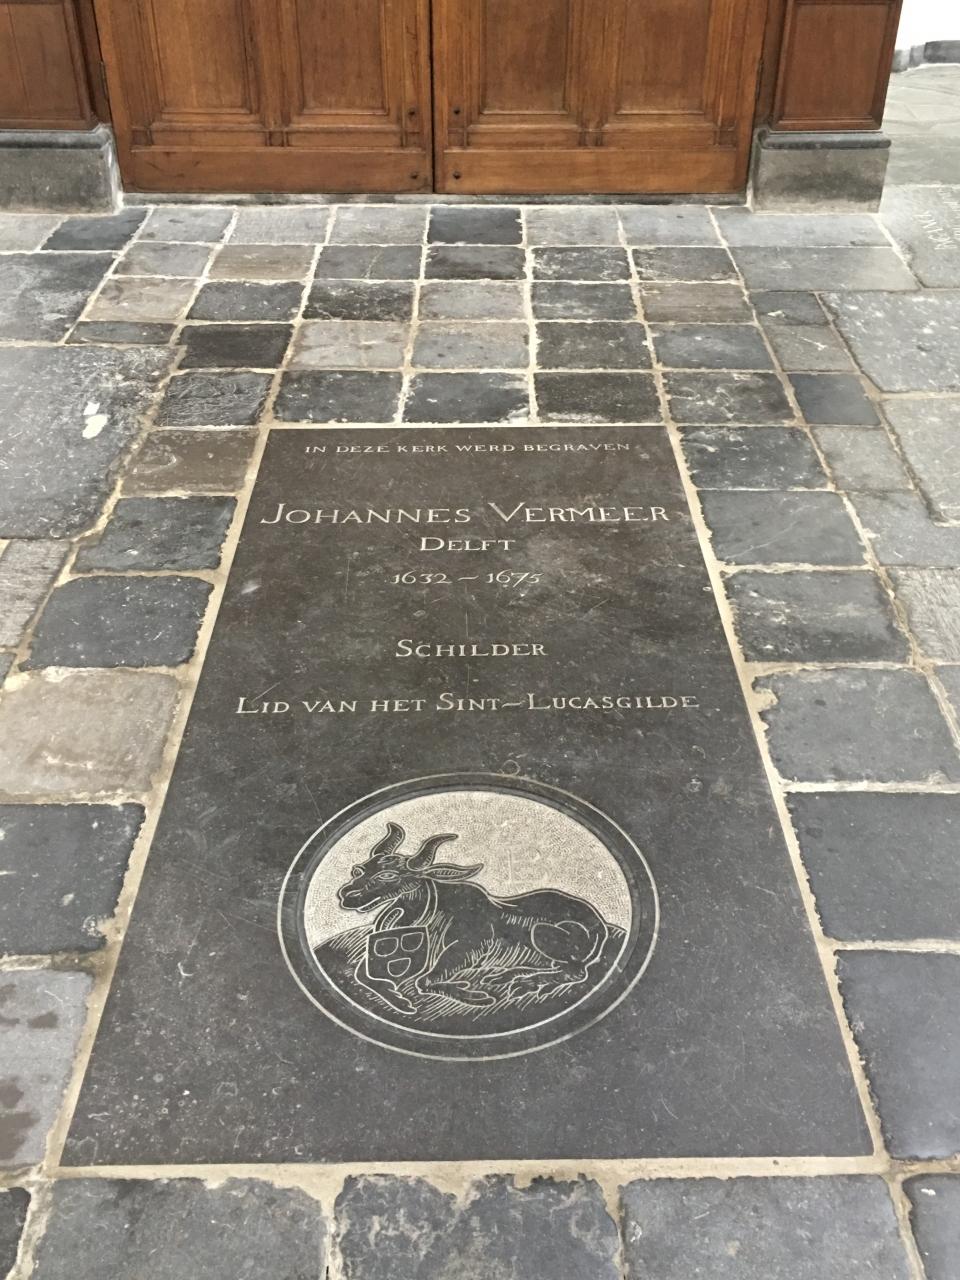 IN DEZE KERK WERD BEGRAVEN
JOHANNES VERMEER
DELFT
1632 ~ 1675
SCHILDER
LID VAN HET SINT~LUCASGILDE